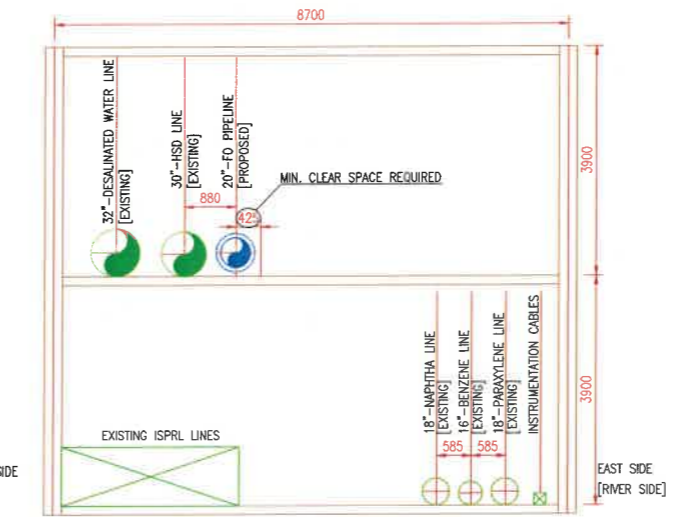 8700
32"-DESALINATED WATER LINE
[EXISTING]
30"-HSD LINE
[EXISTING]
20"-FO PIPELINE
[PROPOSED]
MIN. CLEAR SPACE REQUIRED
880
3900
18"-NAPHTHA LINE
[EXISTING]
16"-BENZENE LINE
[EXISTING]
18"-PARAXYLENE LINE
[EXISTING]
INSTRUMENTATION CABLES
3900
EXISTING ISPRL LINES
585
585
EAST SIDE
[RIVER SIDE]